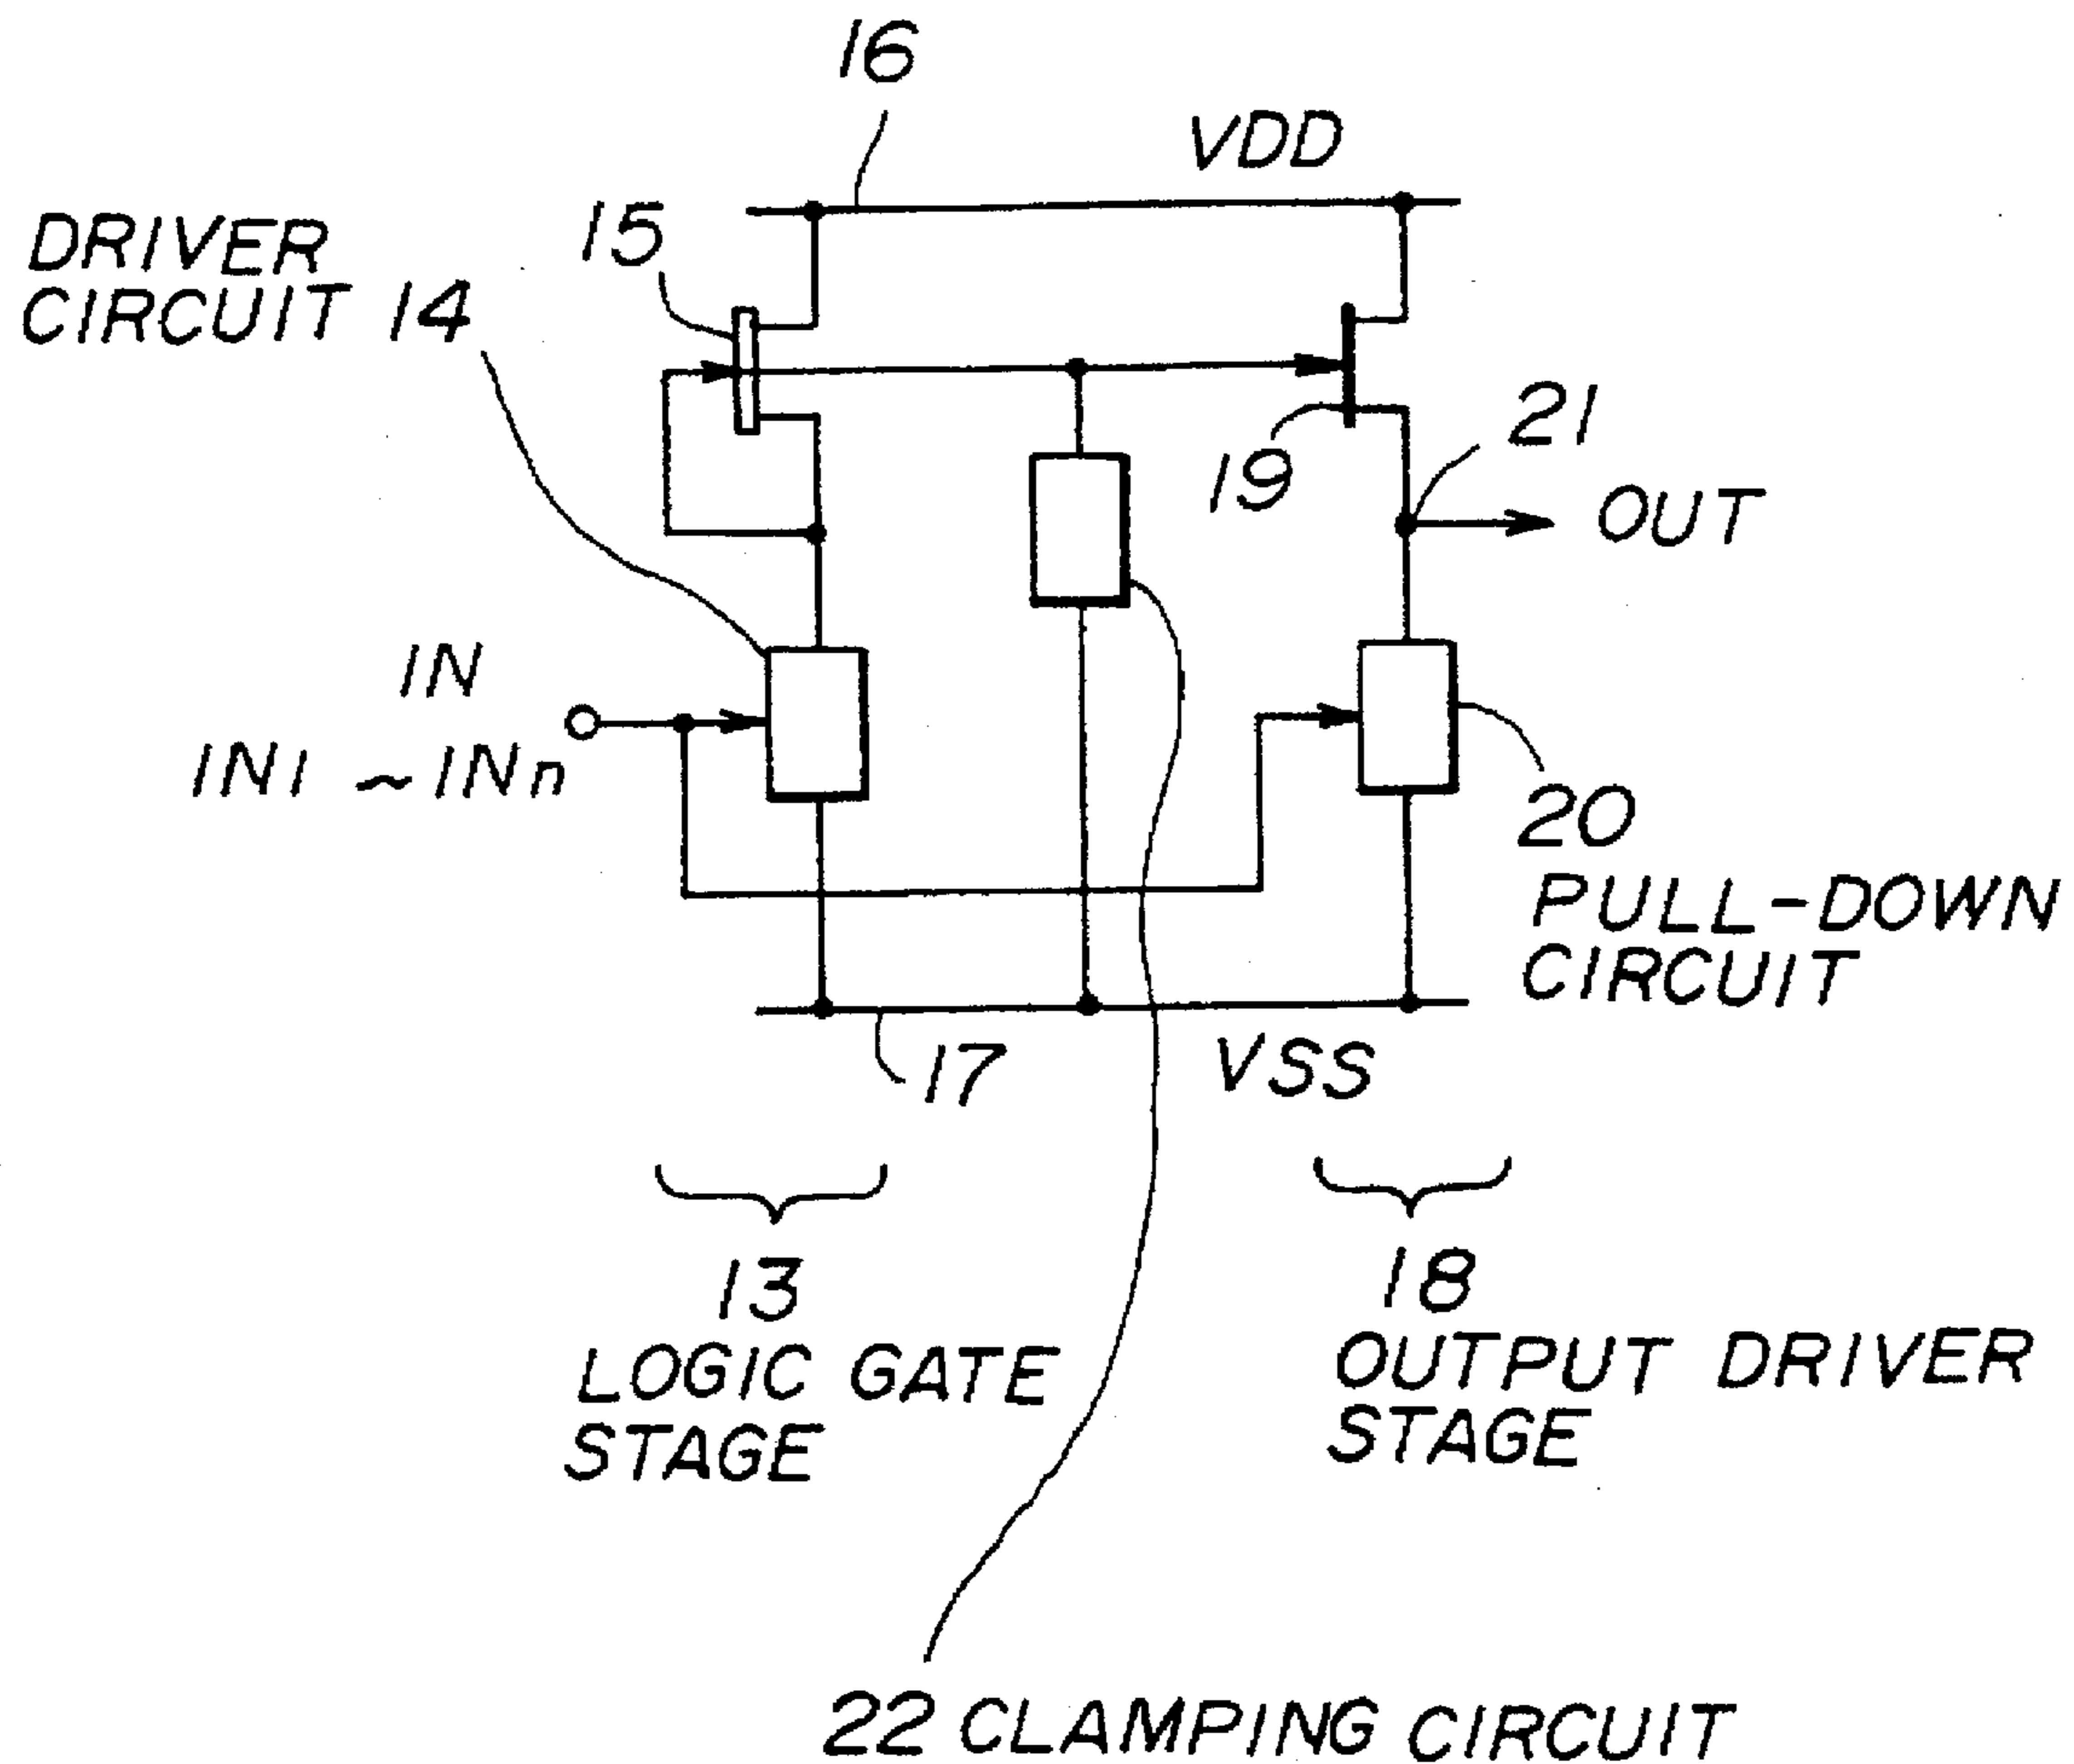 16
VDD
15
DRIVER
CIRCUIT 14
21
19
OUT
IN
IN1 ~ INn
20
PULL-DOWN
CIRCUIT
17
VSS
13
LOGIC GATE
STAGE
18
OUTPUT DRIVER
STAGE
22 CLAMPING CIRCUIT